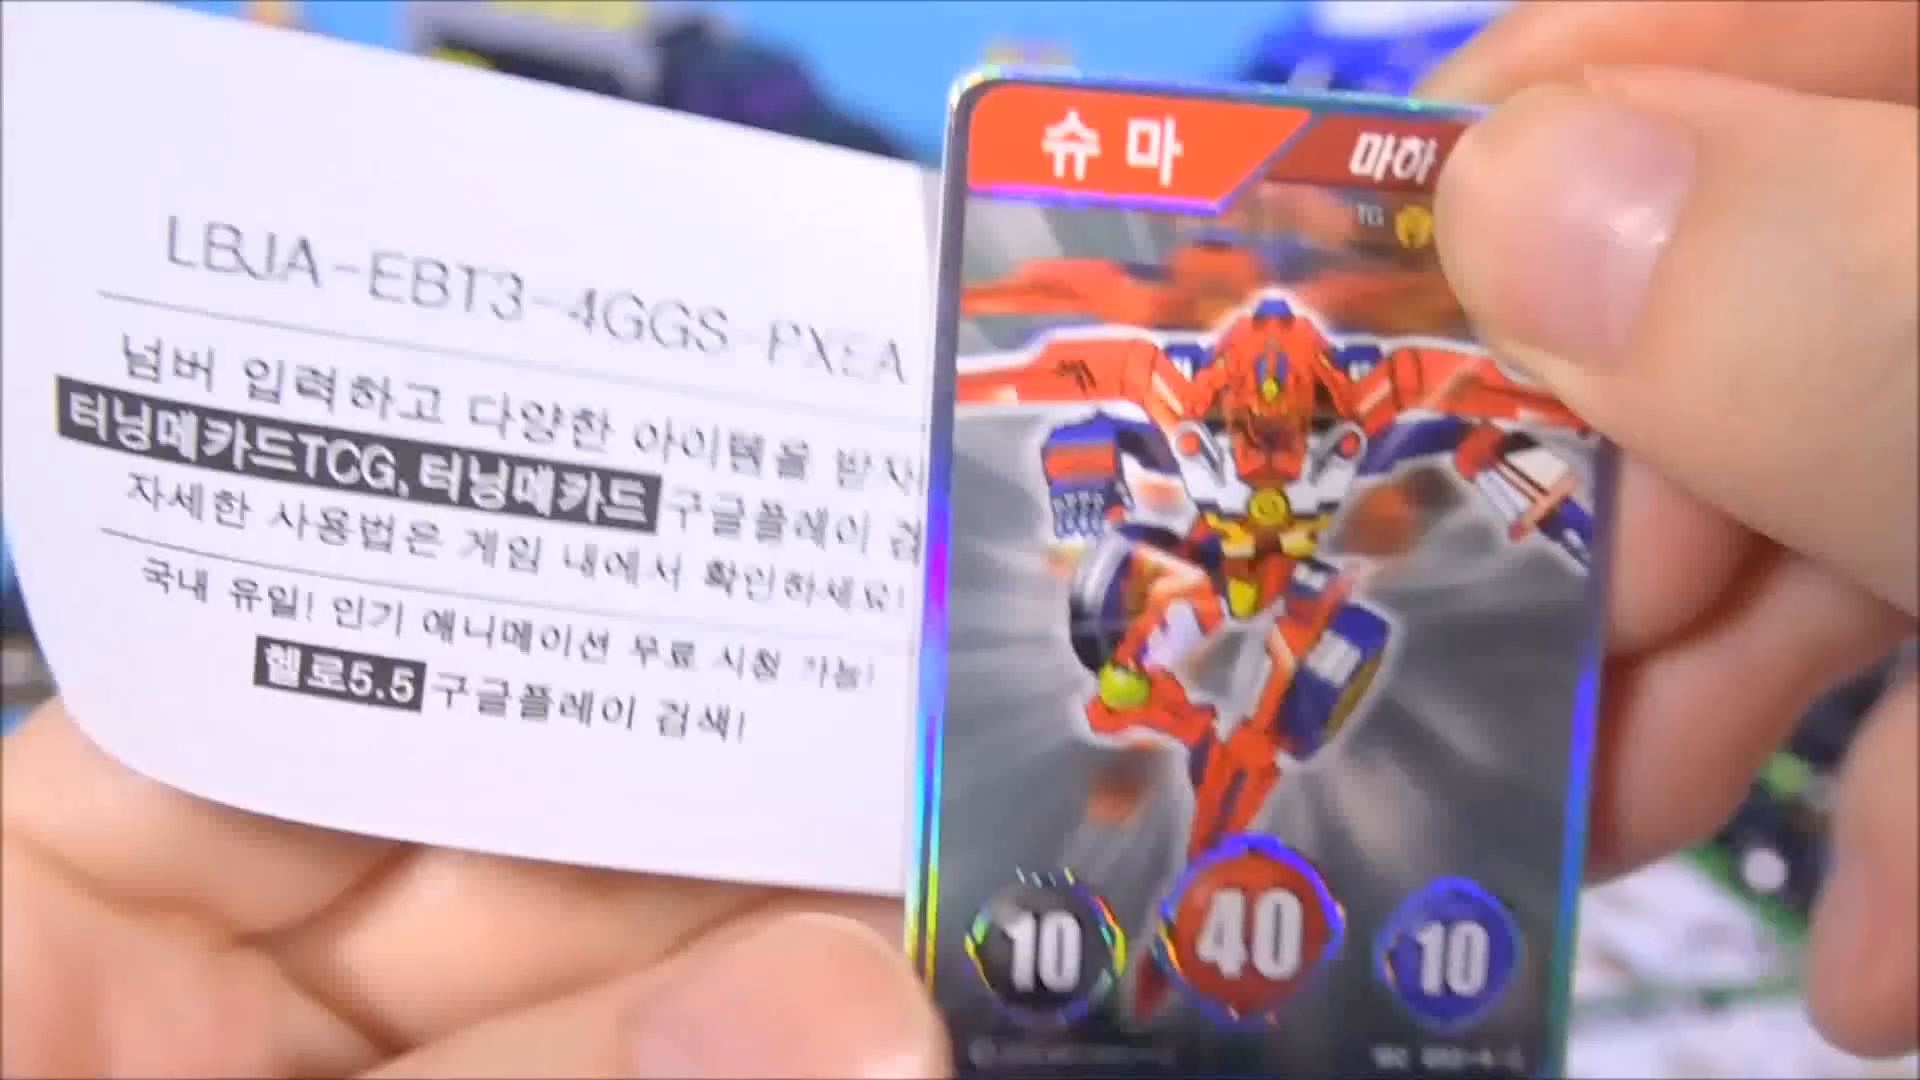 LBJA-EBT3-4GGS-PXEA
넘버 입력하고 다양한 아이템을 받자
터닝메카드TCG, 터닝메카드 구글플레이 검
자세한 사용법은 게임 내에서 확인하세요!
국내 유일! 인기 애니메이션 무료 시청 가능!
헬로5.5 구글플레이 검색!
슈마 마하
TG
10 40 10